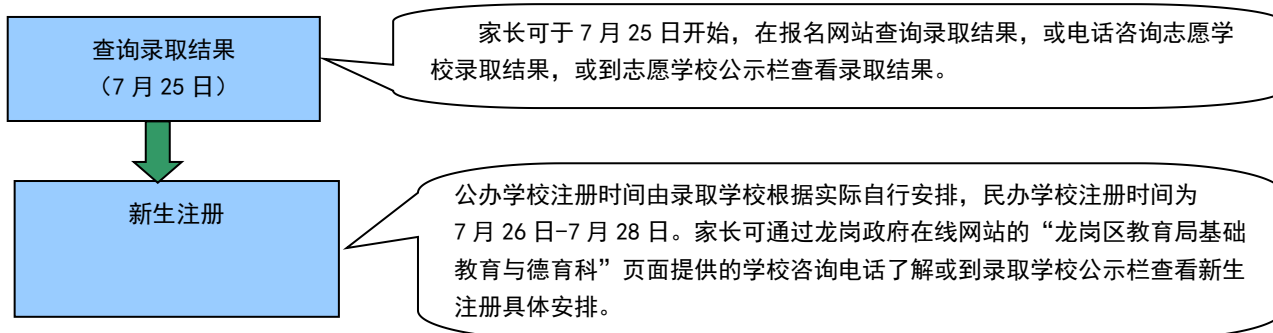 查询录取结果
（7 月 25 日）
家长可于 7 月 25 日开始，在报名网站查询录取结果，或电话咨询志愿学
校录取结果，或到志愿学校公示栏查看录取结果。
新生注册
公办学校注册时间由录取学校根据实际自行安排，民办学校注册时间为
7 月 26 日-7 月 28 日。家长可通过龙岗政府在线网站的“龙岗区教育局基础
教育与德育科”页面提供的学校咨询电话了解或到录取学校公示栏查看新生
注册具体安排。